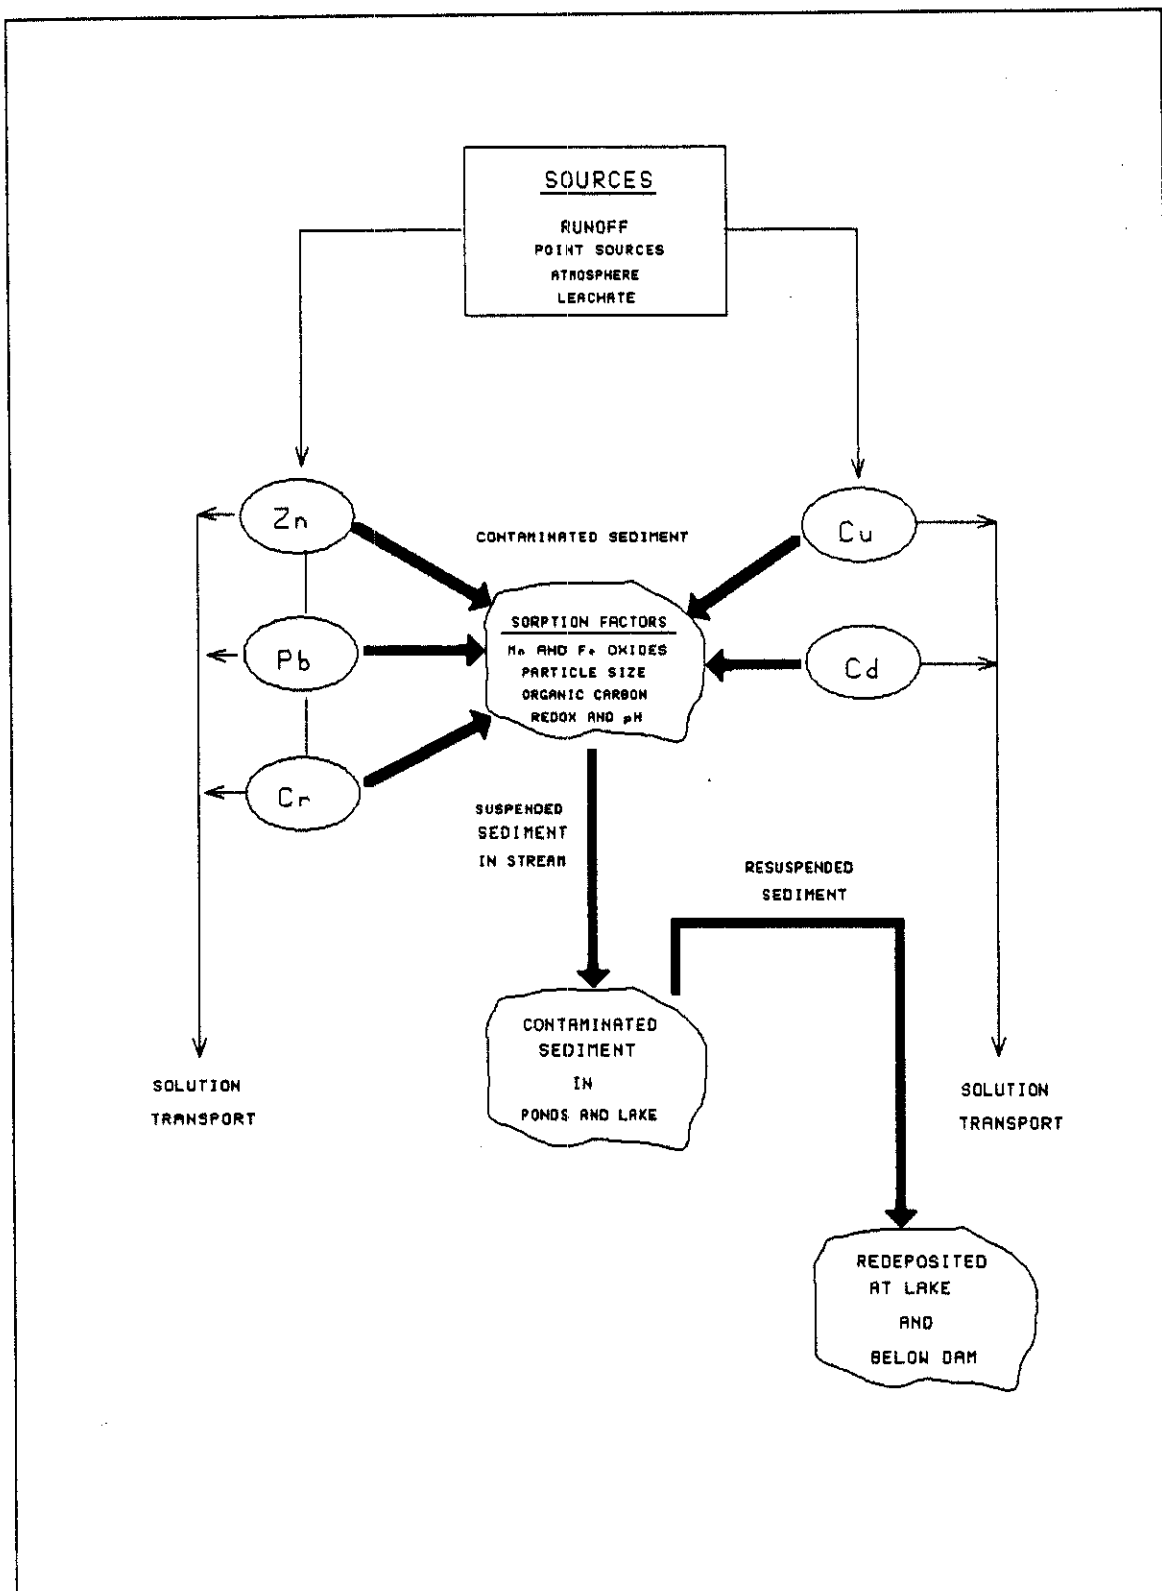 SOURCES
RUNOFF
POINT SOURCES
ATMOSPHERE
LEACHATE
Zn
Cu
CONTAMINATED SEDIMENT
SORPTION FACTORS
Mn AND Fe OXIDES
PARTICLE SIZE
ORGANIC CARBON
REDOX AND pH
Pb
Cd
Cr
SUSPENDED
SEDIMENT
IN STREAM
RESUSPENDED
SEDIMENT
CONTAMINATED
SEDIMENT
IN
PONDS AND LAKE
SOLUTION
TRANSPORT
SOLUTION
TRANSPORT
REDEPOSITED
AT LAKE
AND
BELOW DAM